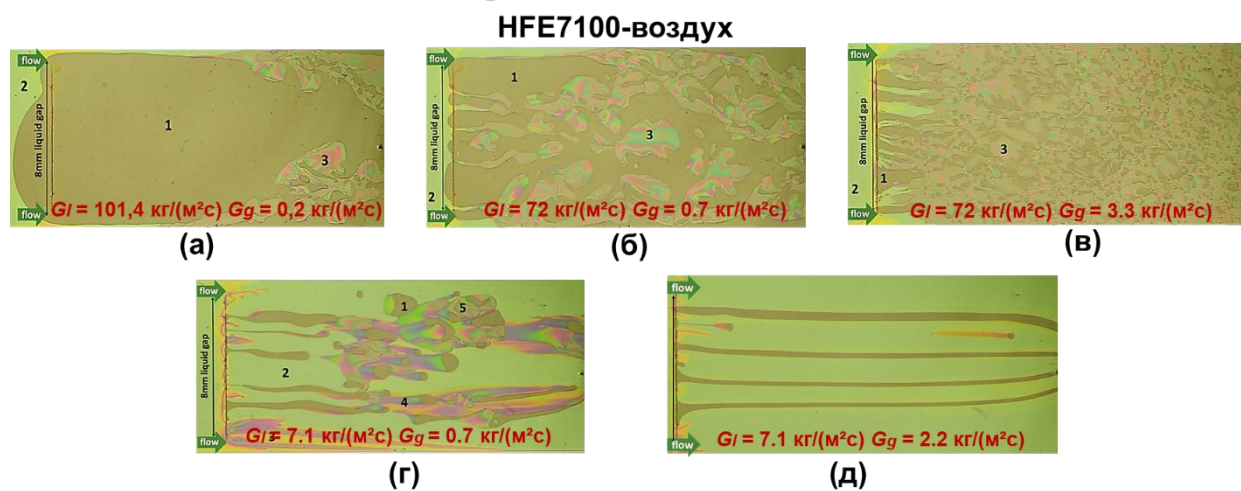 HFE7100-воздух
flow
2
8mm liquid gap
1
3
flow
Gl = 101,4 кг/(м²с) Gg = 0,2 кг/(м²с)
(а)
flow
1
8mm liquid gap
3
2
flow
Gl = 72 кг/(м²с) Gg = 0.7 кг/(м²с)
(б)
flow
8mm liquid gap
3
2
1
flow
Gl = 72 кг/(м²с) Gg = 3.3 кг/(м²с)
(в)
flow
1
5
8mm liquid gap
2
4
3
flow
Gl = 7.1 кг/(м²с) Gg = 0.7 кг/(м²с)
(г)
flow
8mm liquid gap
flow
Gl = 7.1 кг/(м²с) Gg = 2.2 кг/(м²с)
(д)